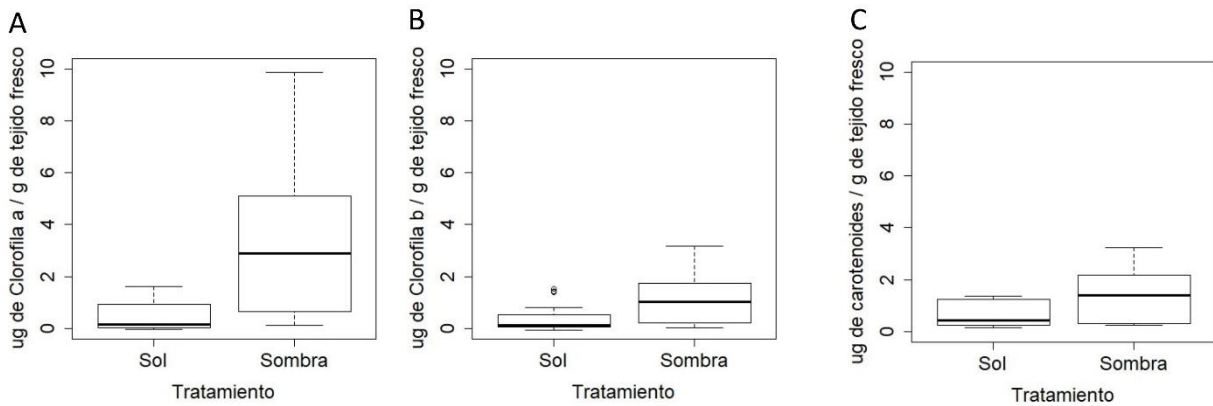 A
ug de Clorofila a / g de tejido fresco
10
8
6
4
2
0
Sol Sombra
Tratamiento
B
ug de Clorofila b / g de tejido fresco
10
8
6
4
2
0
Sol Sombra
Tratamiento
C
ug de carotenoides / g de tejido fresco
10
8
6
4
2
0
Sol Sombra
Tratamiento